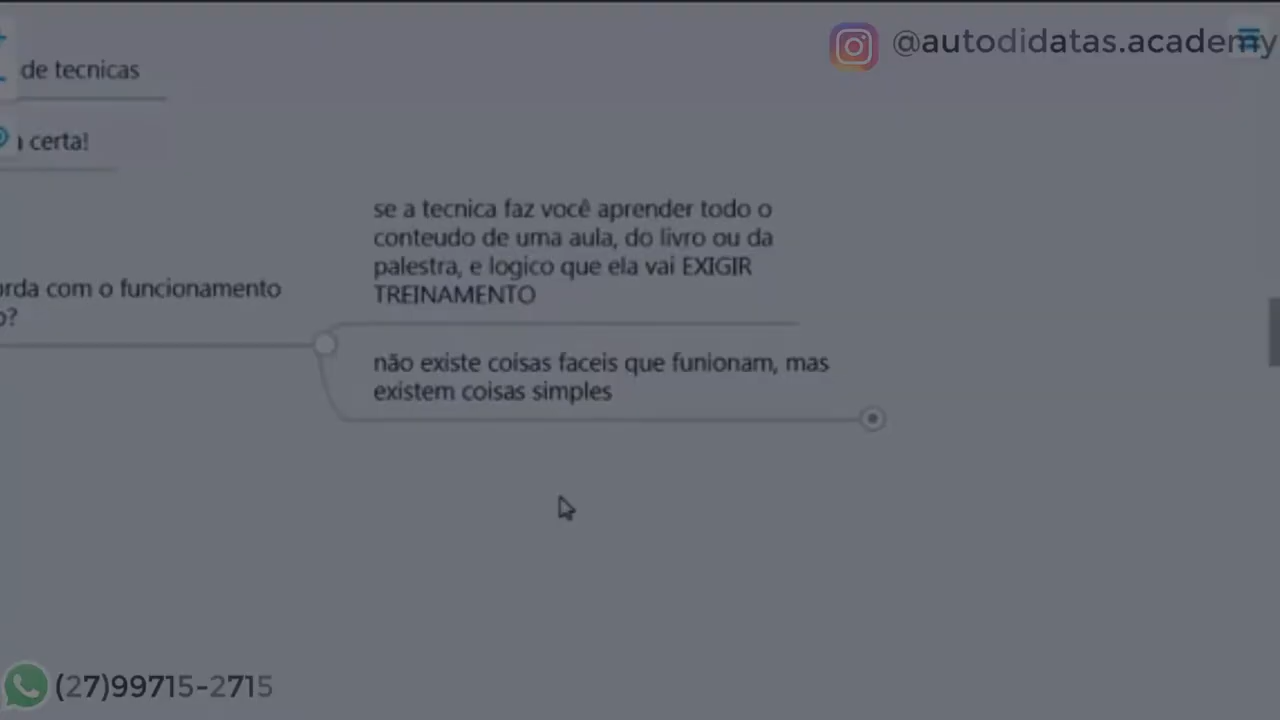 @autodidatas.academy
de tecnicas
certa!
se a tecnica faz você aprender todo o
conteudo de uma aula, do livro ou da
palestra, e logico que ela vai EXIGIR
TREINAMENTO
com o funcionamento
não existe coisas faceis que funionam, mas
existem coisas simples
(27)99715-2715